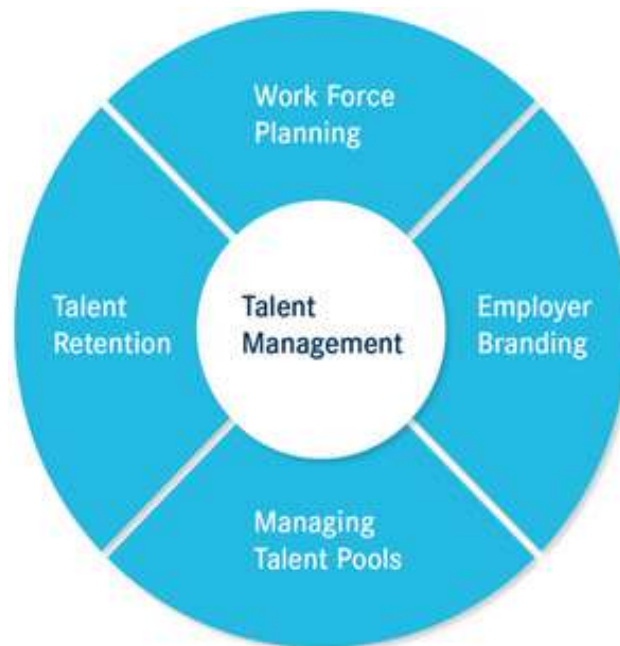 Work Force
Planning
Talent
Retention
Talent
Management
Employer
Branding
Managing
Talent Pools